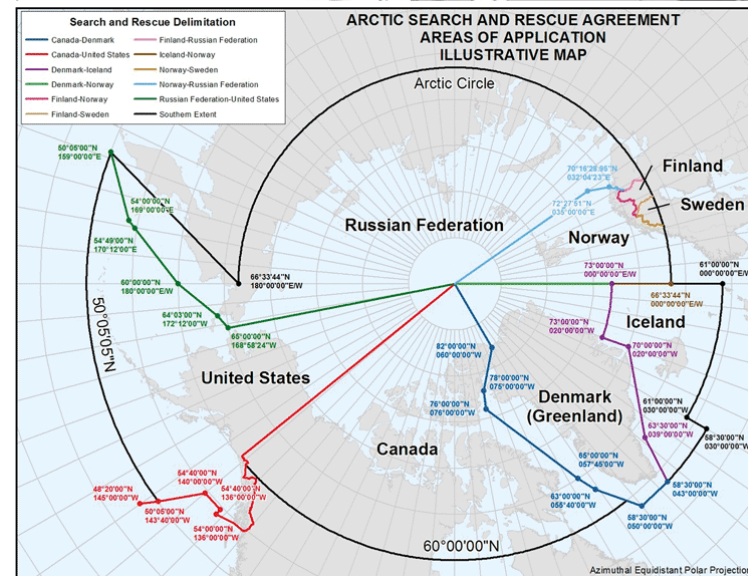 ARCTIC SEARCH AND RESCUE AGREEMENT
AREAS OF APPLICATION
ILLUSTRATIVE MAP
Search and Rescue Delimitation
Canada-Denmark
Canada-United States
Denmark-Iceland
Denmark-Norway
Finland-Norway
Finland-Sweden
Finland-Russian Federation
Iceland-Norway
Norway-Sweden
Norway-Russian Federation
Russian Federation-United States
Southern Extent
Arctic Circle
50°05'00"N
159°00'00"E
54°00'00"N
169°00'00"E
54°49'00"N
170°12'00"E
60°00'00"N
180°00'00"E/W
64°03'00"N
172°12'00"W
65°00'00"N
168°58'24"W
66°33'44"N
180°00'00"E/W
70°16'28.95"N
032°04'23"E
72°27'51"N
035°00'00"E
Finland
Sweden
Russian Federation
Norway
73°00'00"N
000°00'00"E/W
61°00'00"N
000°00'00"E/W
66°33'44"N
000°00'00"E/W
73°00'00"N
020°00'00"W
Iceland
70°00'00"N
020°00'00"W
50°05'05"N
United States
82°00'00"N
060°00'00"W
78°00'00"N
075°00'00"W
76°00'00"N
076°00'00"W
Denmark
(Greenland)
61°00'00"N
030°00'00"W
63°30'00"N
039°06'00"W
58°30'00"N
030°00'00"W
Canada
65°00'00"N
057°45'00"W
63°00'00"N
055°40'00"W
58°30'00"N
043°00'00"W
58°30'00"N
050°00'00"W
48°20'00"N
145°00'00"W
50°05'00"N
143°40'00"W
54°40'00"N
140°00'00"W
54°40'00"N
136°00'00"W
54°00'00"N
136°00'00"W
60°00'00"N
Azimuthal Equidistant Polar Projection